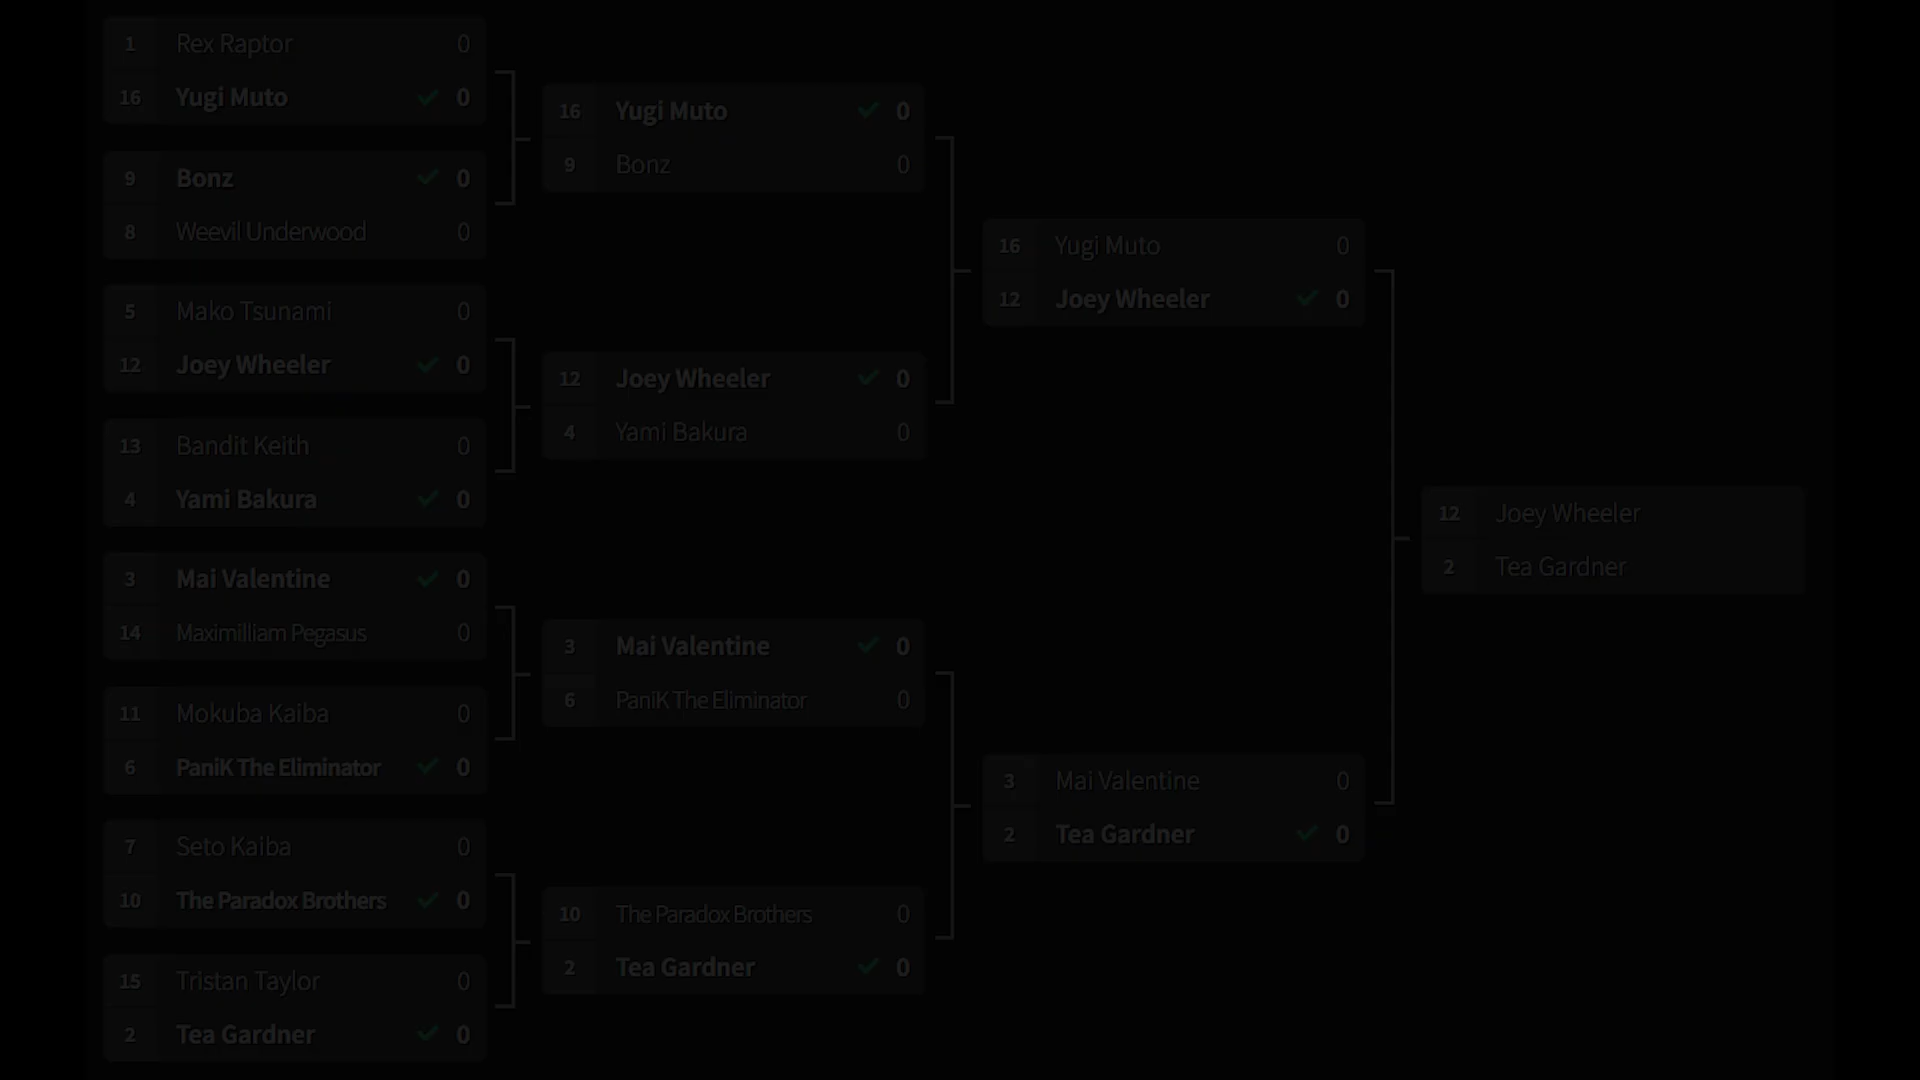 1 Rex Raptor 0
16 Yugi Muto 0
9 Bonz 0
8 Weevil Underwood 0
5 Mako Tsunami 0
12 Joey Wheeler 0
13 Bandit Keith 0
4 Yami Bakura 0
3 Mai Valentine 0
14 Maximilliam Pegasus 0
11 Mokuba Kaiba 0
6 PaniK The Eliminator 0
7 Seto Kaiba 0
10 The Paradox Brothers 0
15 Tristan Taylor 0
2 Tea Gardner 0
16 Yugi Muto 0
9 Bonz 0
12 Joey Wheeler 0
4 Yami Bakura 0
3 Mai Valentine 0
6 PaniK The Eliminator 0
10 The Paradox Brothers 0
2 Tea Gardner 0
16 Yugi Muto 0
12 Joey Wheeler 0
3 Mai Valentine 0
2 Tea Gardner 0
12 Joey Wheeler
2 Tea Gardner